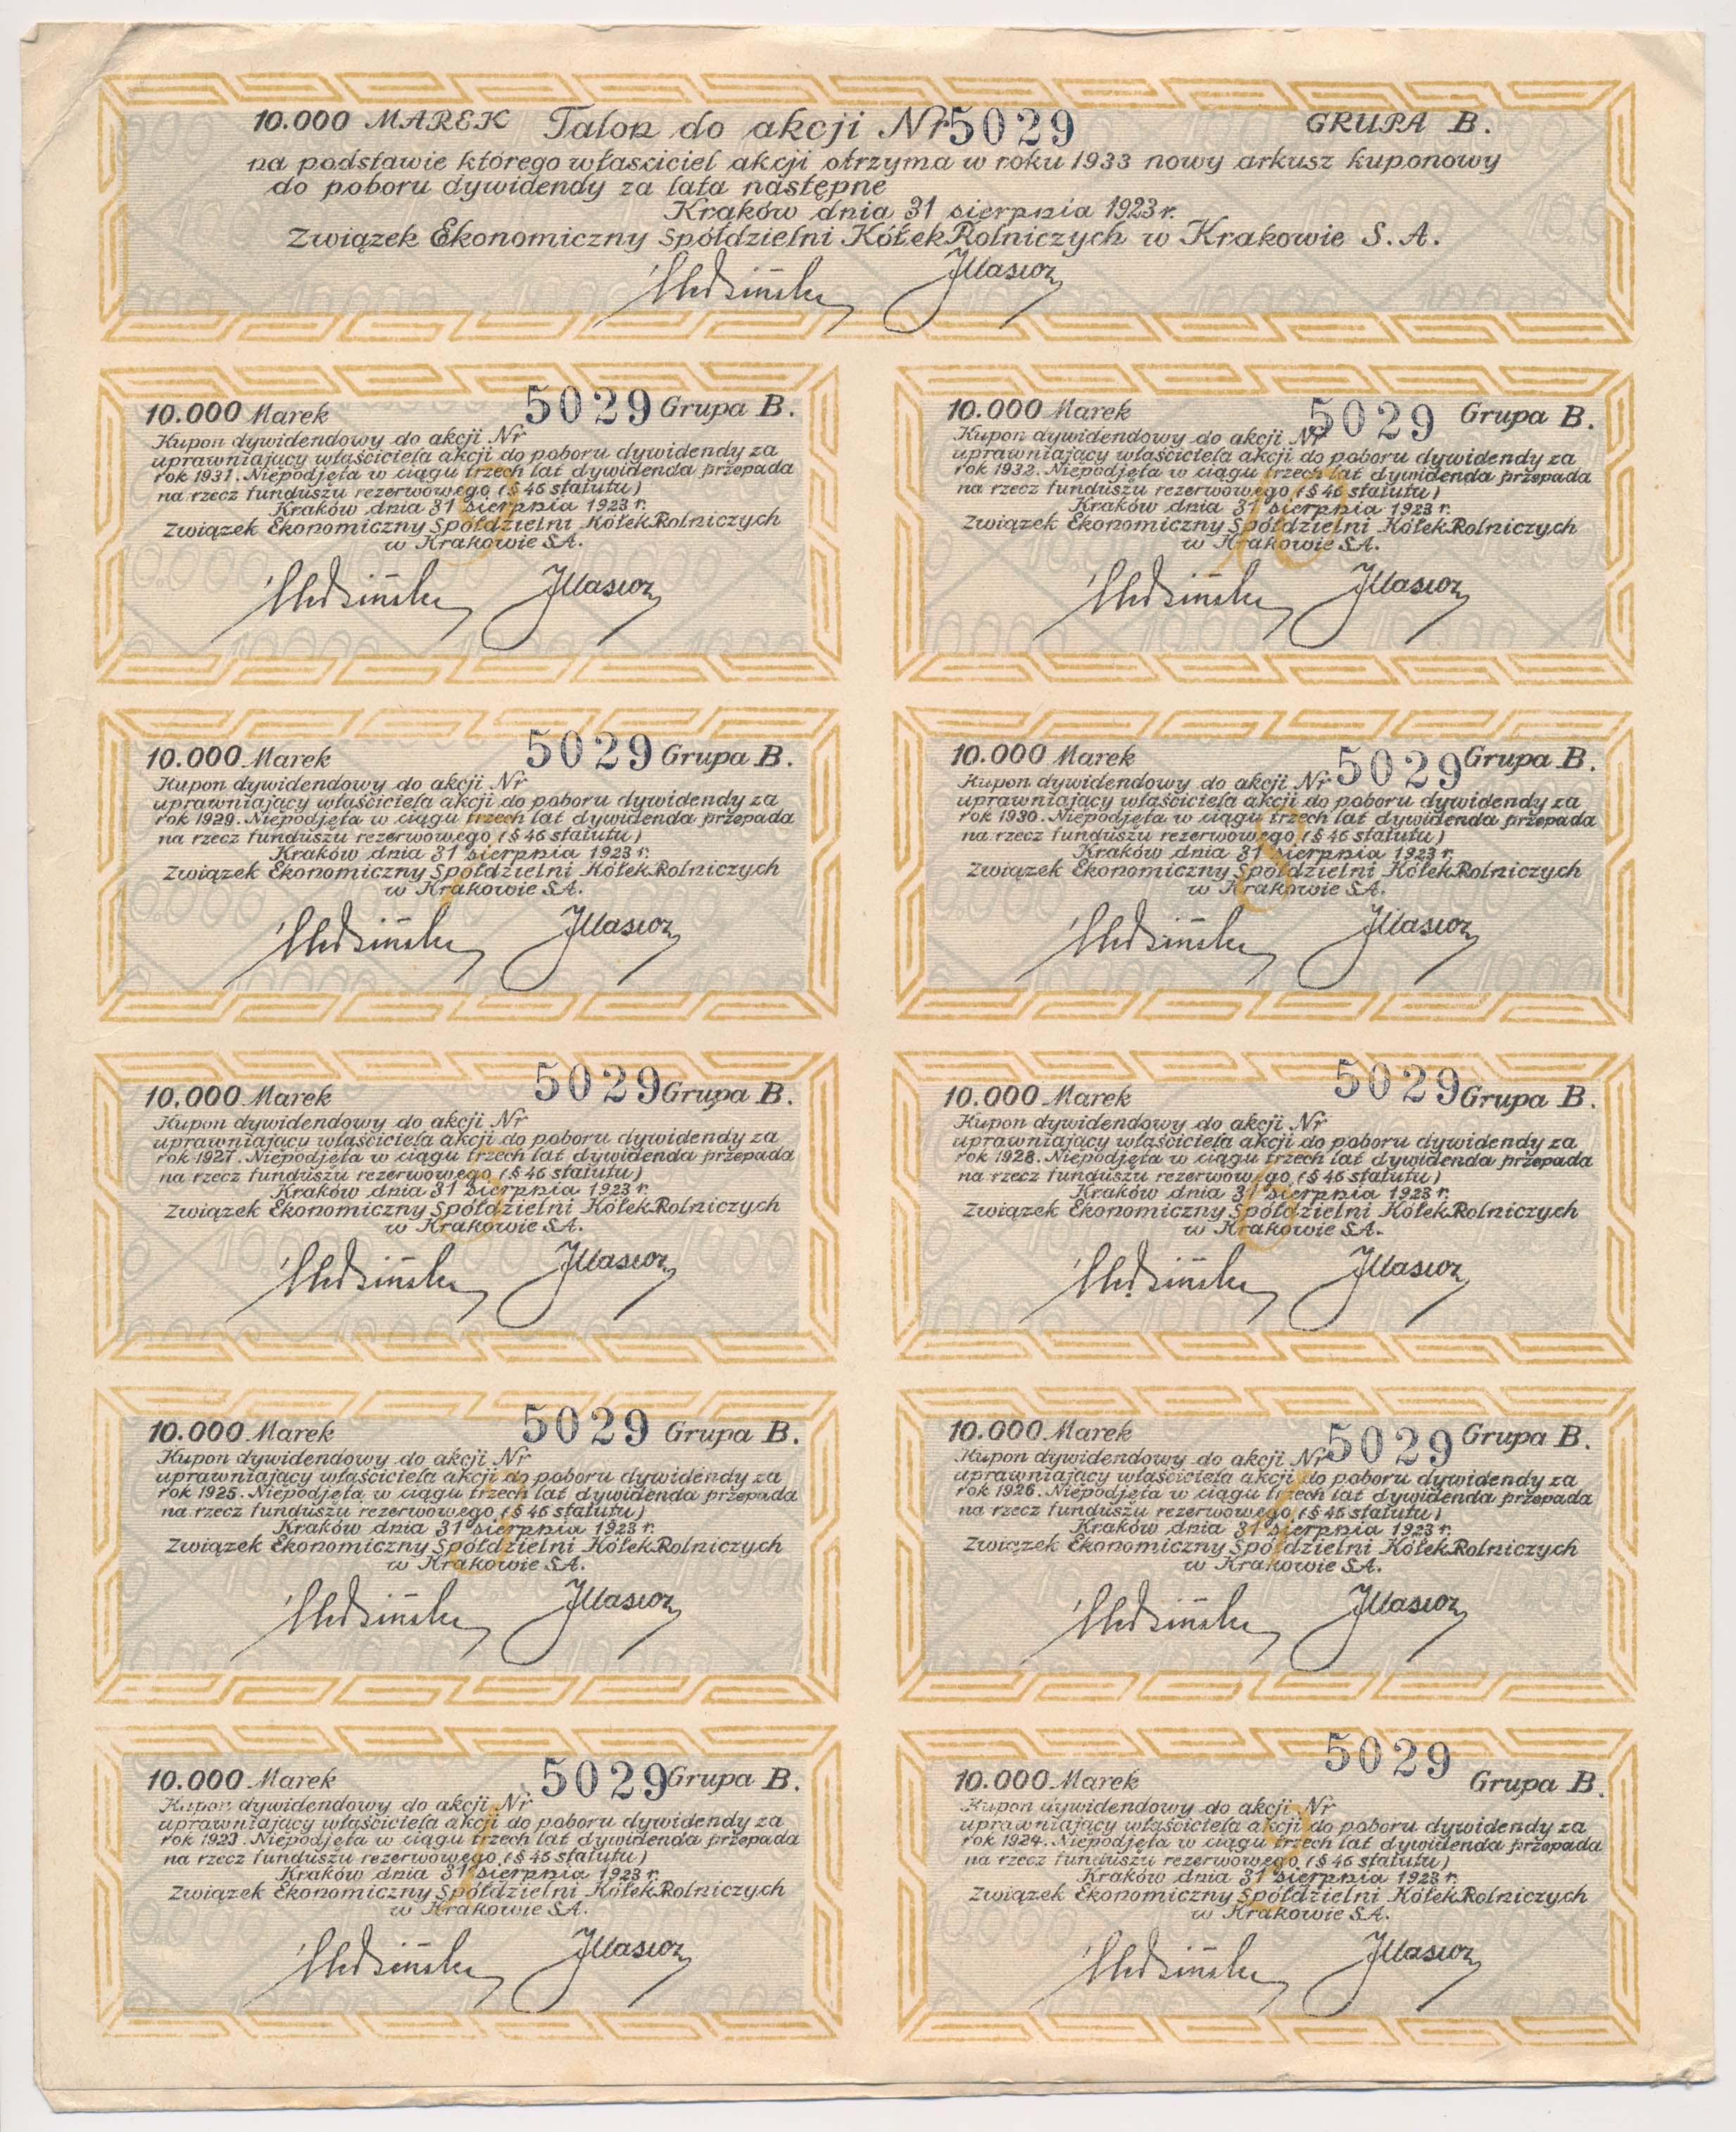 10.000 MAREK Talon do akcji Nr 5029 GRUPA B.
na podstawie którego właściciel akcji otrzyma w roku 1933 nowy arkusz kuponowy
do poboru dywidendy za lata następne
Kraków dnia 31 sierpnia 1923 r.
Związek Ekonomiczny Spółdzielni Kółek Rolniczych w Krakowie S. A.
10.000 Marek 5029 Grupa B.
Kupon dywidendowy do akcji Nr
uprawniający właściciela akcji do poboru dywidendy za
rok 1931. Niepodjęta w ciągu trzech lat dywidenda przepada
na rzecz funduszu rezerwowego (§ 46 statutu)
Kraków dnia 31 sierpnia 1923 r.
Związek Ekonomiczny Spółdzielni Kółek Rolniczych
w Krakowie S.A.
10.000 Marek 5029 Grupa B.
Kupon dywidendowy do akcji Nr
uprawniający właściciela akcji do poboru dywidendy za
rok 1932. Niepodjęta w ciągu trzech lat dywidenda przepada
na rzecz funduszu rezerwowego (§ 46 statutu)
Kraków dnia 31 sierpnia 1923 r.
Związek Ekonomiczny Spółdzielni Kółek Rolniczych
w Krakowie S.A.
10.000 Marek 5029 Grupa B.
Kupon dywidendowy do akcji Nr
uprawniający właściciela akcji do poboru dywidendy za
rok 1929. Niepodjęta w ciągu trzech lat dywidenda przepada
na rzecz funduszu rezerwowego (§ 46 statutu)
Kraków dnia 31 sierpnia 1923 r.
Związek Ekonomiczny Spółdzielni Kółek Rolniczych
w Krakowie S.A.
10.000 Marek 5029 Grupa B.
Kupon dywidendowy do akcji Nr
uprawniający właściciela akcji do poboru dywidendy za
rok 1930. Niepodjęta w ciągu trzech lat dywidenda przepada
na rzecz funduszu rezerwowego (§ 46 statutu)
Kraków dnia 31 sierpnia 1923 r.
Związek Ekonomiczny Spółdzielni Kółek Rolniczych
w Krakowie S.A.
10.000 Marek 5029 Grupa B.
Kupon dywidendowy do akcji Nr
uprawniający właściciela akcji do poboru dywidendy za
rok 1927. Niepodjęta w ciągu trzech lat dywidenda przepada
na rzecz funduszu rezerwowego (§ 46 statutu)
Kraków dnia 31 sierpnia 1923 r.
Związek Ekonomiczny Spółdzielni Kółek Rolniczych
w Krakowie S.A.
10.000 Marek 5029 Grupa B.
Kupon dywidendowy do akcji Nr
uprawniający właściciela akcji do poboru dywidendy za
rok 1928. Niepodjęta w ciągu trzech lat dywidenda przepada
na rzecz funduszu rezerwowego (§ 46 statutu)
Kraków dnia 31 sierpnia 1923 r.
Związek Ekonomiczny Spółdzielni Kółek Rolniczych
w Krakowie S.A.
10.000 Marek 5029 Grupa B.
Kupon dywidendowy do akcji Nr
uprawniający właściciela akcji do poboru dywidendy za
rok 1925. Niepodjęta w ciągu trzech lat dywidenda przepada
na rzecz funduszu rezerwowego (§ 46 statutu)
Kraków dnia 31 sierpnia 1923 r.
Związek Ekonomiczny Spółdzielni Kółek Rolniczych
w Krakowie S.A.
10.000 Marek 5029 Grupa B.
Kupon dywidendowy do akcji Nr
uprawniający właściciela akcji do poboru dywidendy za
rok 1926. Niepodjęta w ciągu trzech lat dywidenda przepada
na rzecz funduszu rezerwowego (§ 46 statutu)
Kraków dnia 31 sierpnia 1923 r.
Związek Ekonomiczny Spółdzielni Kółek Rolniczych
w Krakowie S.A.
10.000 Marek 5029 Grupa B.
Kupon dywidendowy do akcji Nr
uprawniający właściciela akcji do poboru dywidendy za
rok 1923. Niepodjęta w ciągu trzech lat dywidenda przepada
na rzecz funduszu rezerwowego (§ 46 statutu)
Kraków dnia 31 sierpnia 1923 r.
Związek Ekonomiczny Spółdzielni Kółek Rolniczych
w Krakowie S.A.
10.000 Marek 5029 Grupa B.
Kupon dywidendowy do akcji Nr
uprawniający właściciela akcji do poboru dywidendy za
rok 1924. Niepodjęta w ciągu trzech lat dywidenda przepada
na rzecz funduszu rezerwowego (§ 46 statutu)
Kraków dnia 31 sierpnia 1923 r.
Związek Ekonomiczny Spółdzielni Kółek Rolniczych
w Krakowie S.A.